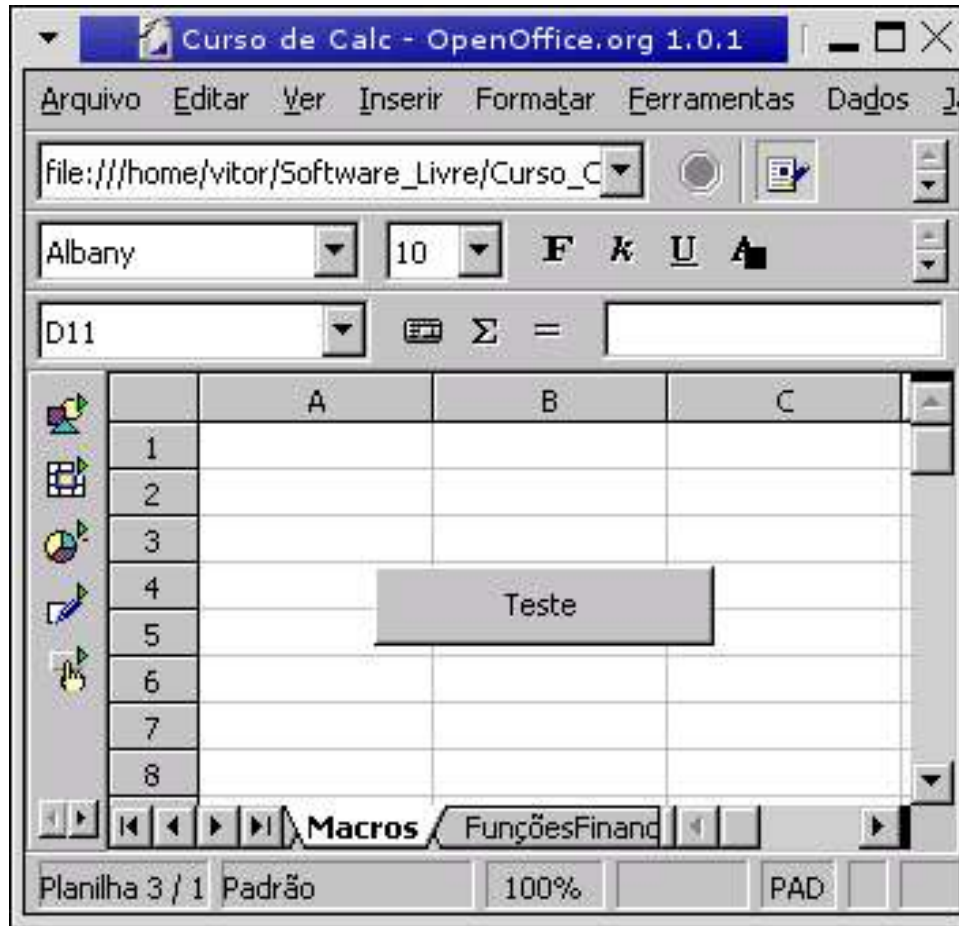 Curso de Calc - OpenOffice.org 1.0.1
Arquivo Editar Ver Inserir Formatar Ferramentas Dados
file:///home/vitor/Software_Livre/Curso_C
Albany 10 F k U A
D11 Σ =
A B C
1
2
3
4
Teste
5
6
7
8
Macros FunçõesFinanc
Planilha 3 / 1 Padrão 100% PAD